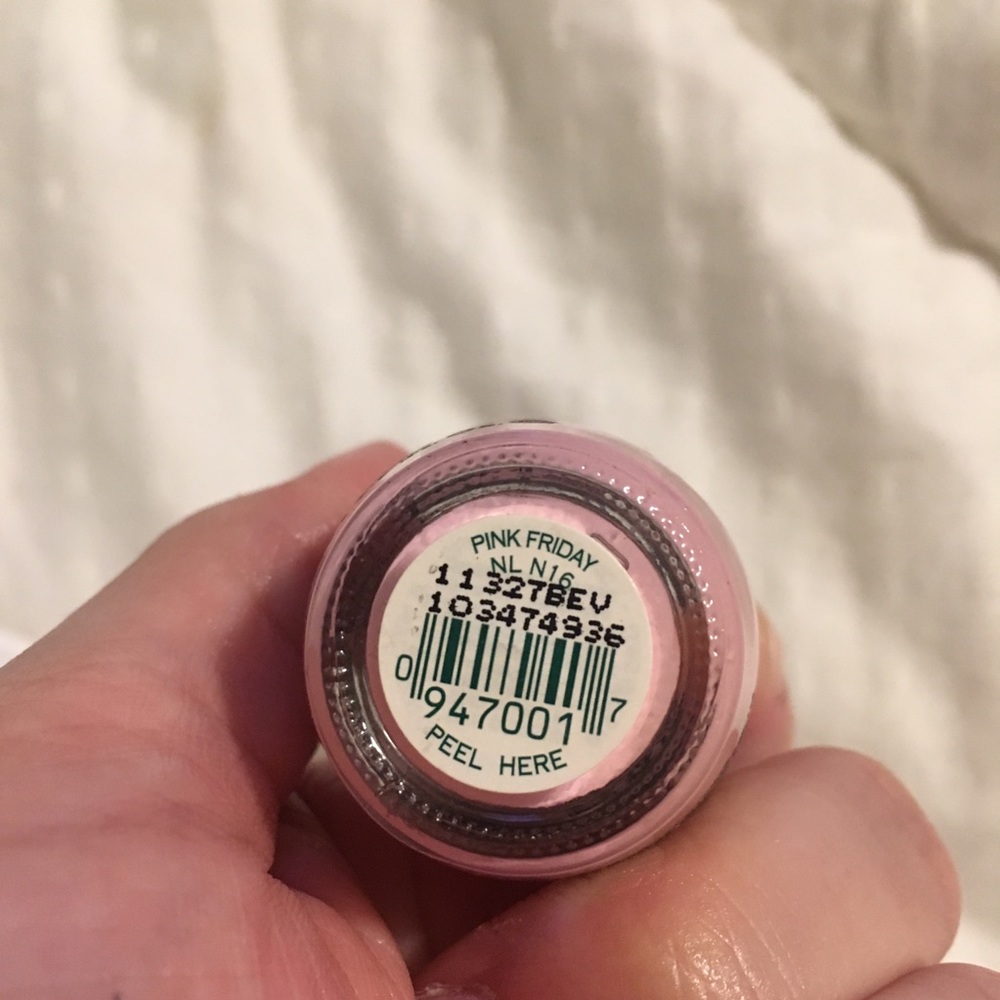 PINK FRIDAY
NL N16
11327BEV
103474936
0 947001 7
PEEL HERE